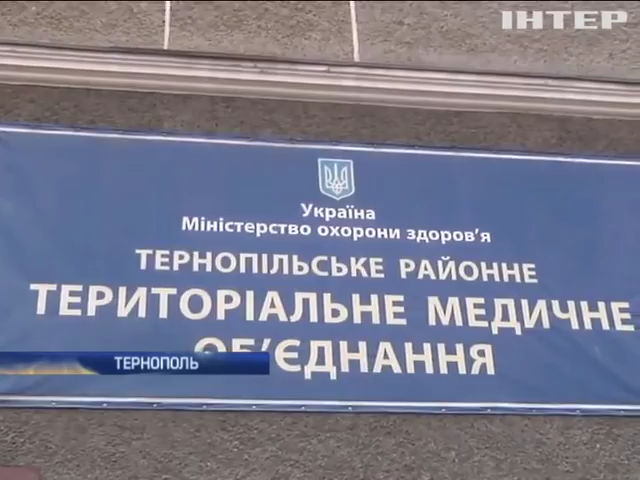 ІНТЕР
Україна
Міністерство охорони здоров'я
ТЕРНОПІЛЬСЬКЕ РАЙОННЕ
ТЕРИТОРІАЛЬНЕ МЕДИЧНЕ
ОБ'ЄДНАННЯ
ТЕРНОПОЛЬ